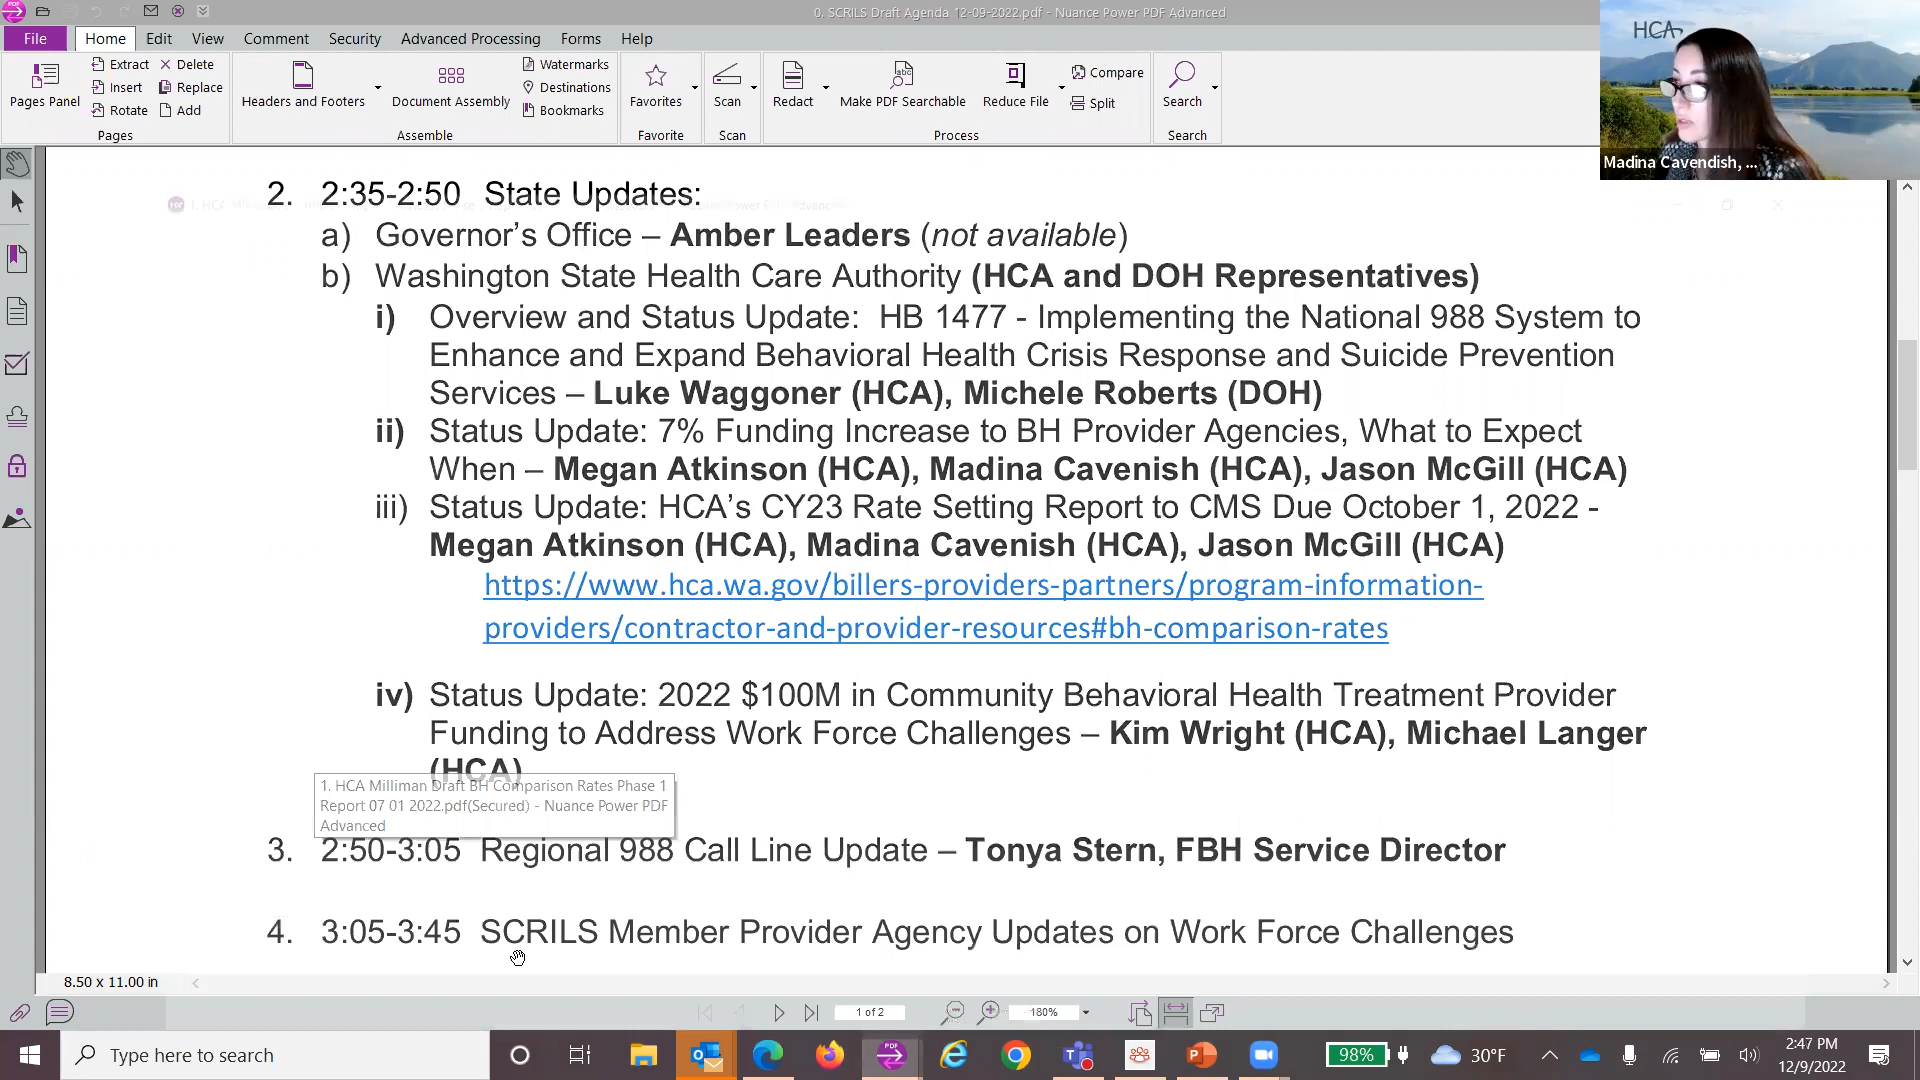 0. SCRILS Draft Agenda 12-09-2022.pdf - Nuance Power PDF Advanced
File Home Edit View Comment Security Advanced Processing Forms Help
Pages Panel
Extract Delete
Insert Replace
Rotate Add
Pages
Headers and Footers
Document Assembly
Watermarks
Destinations
Bookmarks
Assemble
Favorites
Favorite
Scan
Scan
Redact
Make PDF Searchable
Reduce File
Compare
Split
Process
Search
Search
HCA
Madina Cavendish, ...
2. 2:35-2:50 State Updates:
a) Governor’s Office – Amber Leaders (not available)
b) Washington State Health Care Authority (HCA and DOH Representatives)
i) Overview and Status Update: HB 1477 - Implementing the National 988 System to
Enhance and Expand Behavioral Health Crisis Response and Suicide Prevention
Services – Luke Waggoner (HCA), Michele Roberts (DOH)
ii) Status Update: 7% Funding Increase to BH Provider Agencies, What to Expect
When – Megan Atkinson (HCA), Madina Cavenish (HCA), Jason McGill (HCA)
iii) Status Update: HCA’s CY23 Rate Setting Report to CMS Due October 1, 2022 -
Megan Atkinson (HCA), Madina Cavenish (HCA), Jason McGill (HCA)
https://www.hca.wa.gov/billers-providers-partners/program-information-
providers/contractor-and-provider-resources#bh-comparison-rates
iv) Status Update: 2022 $100M in Community Behavioral Health Treatment Provider
Funding to Address Work Force Challenges – Kim Wright (HCA), Michael Langer
(HCA)
1. HCA Milliman Draft BH Comparison Rates Phase 1
Report 07 01 2022.pdf(Secured) - Nuance Power PDF
Advanced
3. 2:50-3:05 Regional 988 Call Line Update – Tonya Stern, FBH Service Director
4. 3:05-3:45 SCRILS Member Provider Agency Updates on Work Force Challenges
8.50 x 11.00 in
1 of 2
180%
Type here to search
98%
30°F
2:47 PM
12/9/2022